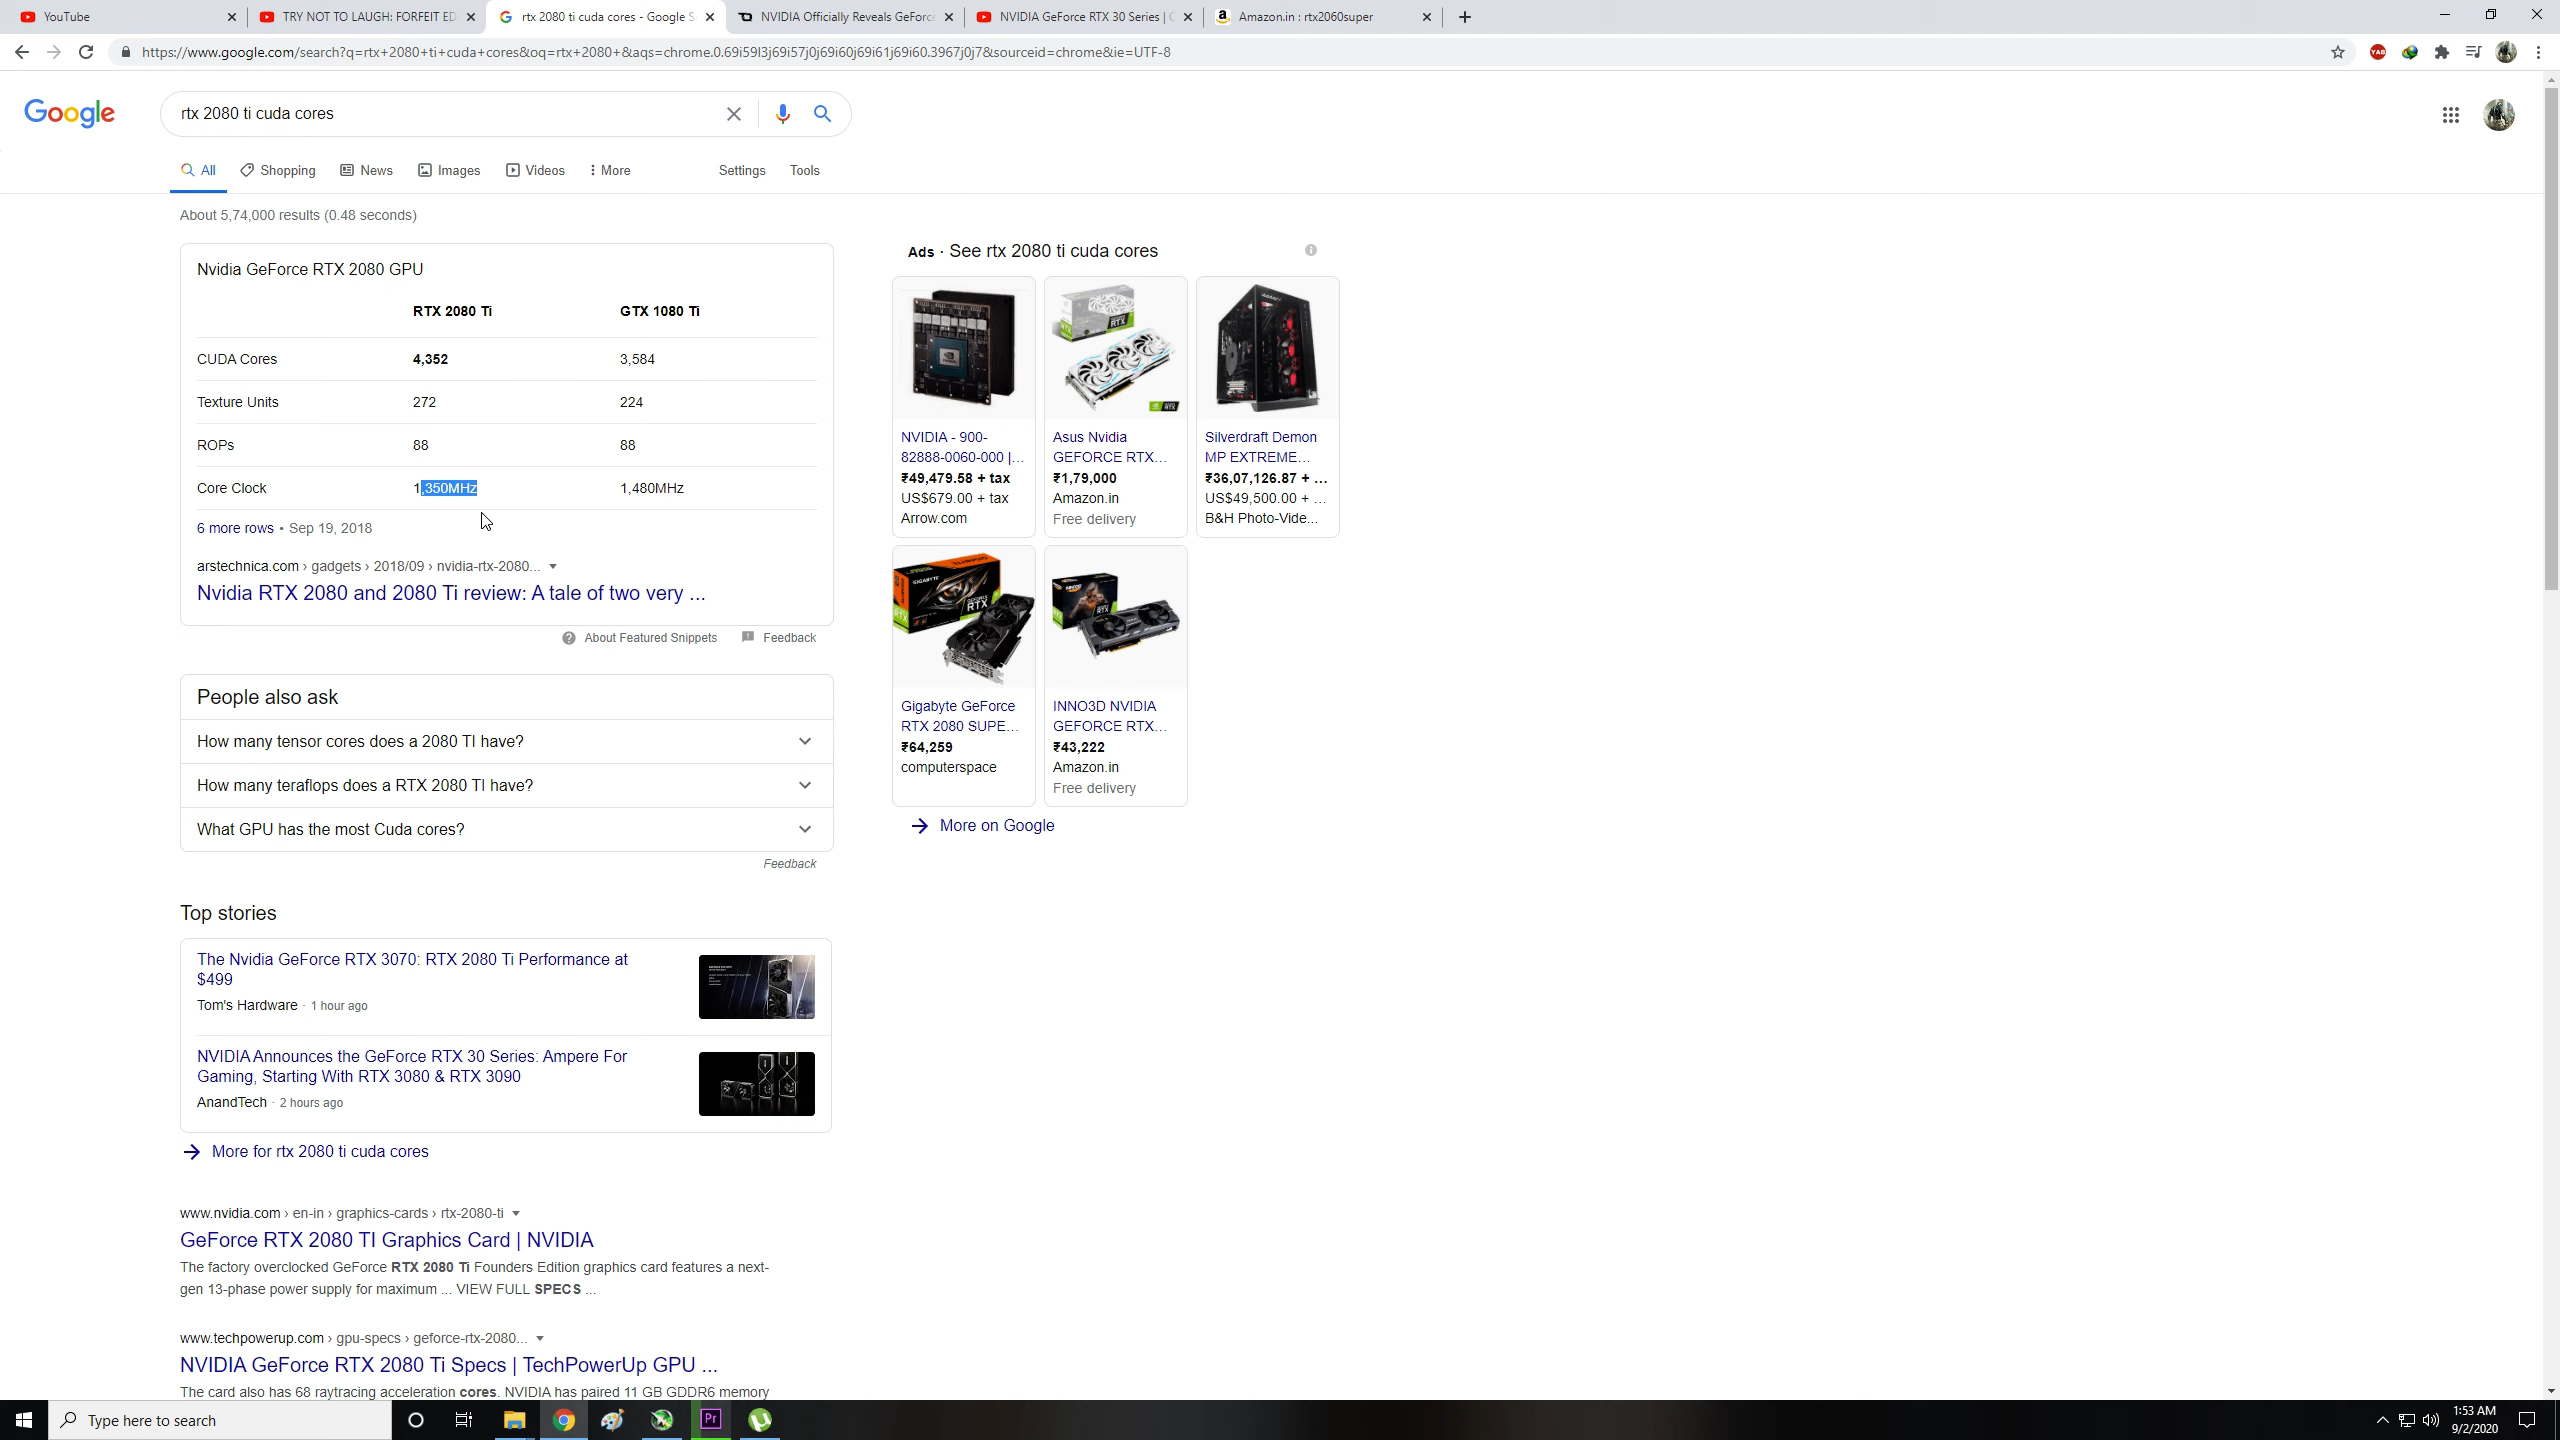 YouTube
TRY NOT TO LAUGH: FORFEIT ED
rtx 2080 ti cuda cores - Google S
NVIDIA Officially Reveals GeForce
NVIDIA GeForce RTX 30 Series |
Amazon.in : rtx2060super
https://www.google.com/search?q=rtx+2080+ti+cuda+cores&oq=rtx+2080+&aqs=chrome.0.69i59l3j69i57j0j69i60j69i61j69i60.3967j0j7&sourceid=chrome&ie=UTF-8
Google
rtx 2080 ti cuda cores
All
Shopping
News
Images
Videos
More
Settings
Tools
About 5,74,000 results (0.48 seconds)
Nvidia GeForce RTX 2080 GPU
RTX 2080 Ti GTX 1080 Ti
CUDA Cores 4,352 3,584
Texture Units 272 224
ROPs 88 88
Core Clock 1,350MHz 1,480MHz
6 more rows • Sep 19, 2018
arstechnica.com › gadgets › 2018/09 › nvidia-rtx-2080...
Nvidia RTX 2080 and 2080 Ti review: A tale of two very ...
About Featured Snippets
Feedback
People also ask
How many tensor cores does a 2080 TI have?
How many teraflops does a RTX 2080 TI have?
What GPU has the most Cuda cores?
Feedback
Top stories
The Nvidia GeForce RTX 3070: RTX 2080 Ti Performance at
$499
Tom's Hardware · 1 hour ago
NVIDIA Announces the GeForce RTX 30 Series: Ampere For
Gaming, Starting With RTX 3080 & RTX 3090
AnandTech · 2 hours ago
More for rtx 2080 ti cuda cores
www.nvidia.com › en-in › graphics-cards › rtx-2080-ti
GeForce RTX 2080 TI Graphics Card | NVIDIA
The factory overclocked GeForce RTX 2080 Ti Founders Edition graphics card features a next-
gen 13-phase power supply for maximum ... VIEW FULL SPECS ...
www.techpowerup.com › gpu-specs › geforce-rtx-2080...
NVIDIA GeForce RTX 2080 Ti Specs | TechPowerUp GPU ...
The card also has 68 raytracing acceleration cores. NVIDIA has paired 11 GB GDDR6 memory
Ads · See rtx 2080 ti cuda cores
NVIDIA - 900-
82888-0060-000 |...
₹49,479.58 + tax
US$679.00 + tax
Arrow.com
Asus Nvidia
GEFORCE RTX...
₹1,79,000
Amazon.in
Free delivery
Silverdraft Demon
MP EXTREME...
₹36,07,126.87 + ...
US$49,500.00 + ...
B&H Photo-Vide...
Gigabyte GeForce
RTX 2080 SUPE...
₹64,259
computerspace
INNO3D NVIDIA
GEFORCE RTX...
₹43,222
Amazon.in
Free delivery
More on Google
Type here to search
Pr
1:53 AM
9/2/2020